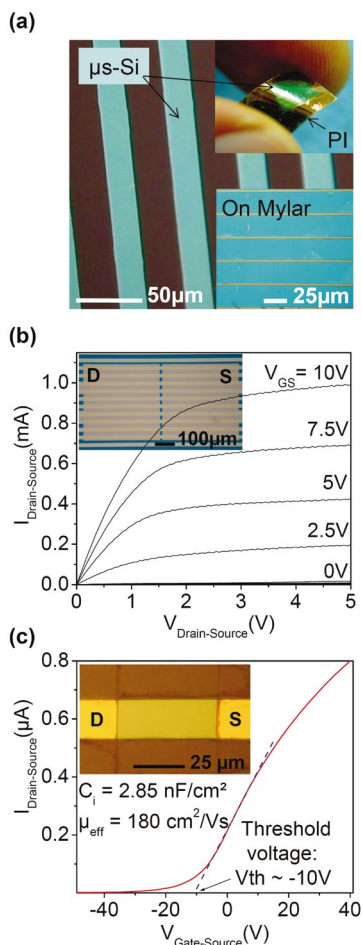 (a)
µs-Si
PI
On Mylar
50µm
25µm
(b)
D
S
V_GS = 10V
100µm
7.5V
5V
2.5V
0V
1.0
0.8
0.6
0.4
0.2
0.0
I_Drain-Source(mA)
0 1 2 3 4 5
V_Drain-Source(V)
(c)
D
S
25 µm
C_i = 2.85 nF/cm²
µ_eff = 180 cm²/Vs
Threshold
voltage:
Vth ~ -10V
0.8
0.6
0.4
0.2
I_Drain-Source(µA)
-40 -20 0 20 40
V_Gate-Source(V)